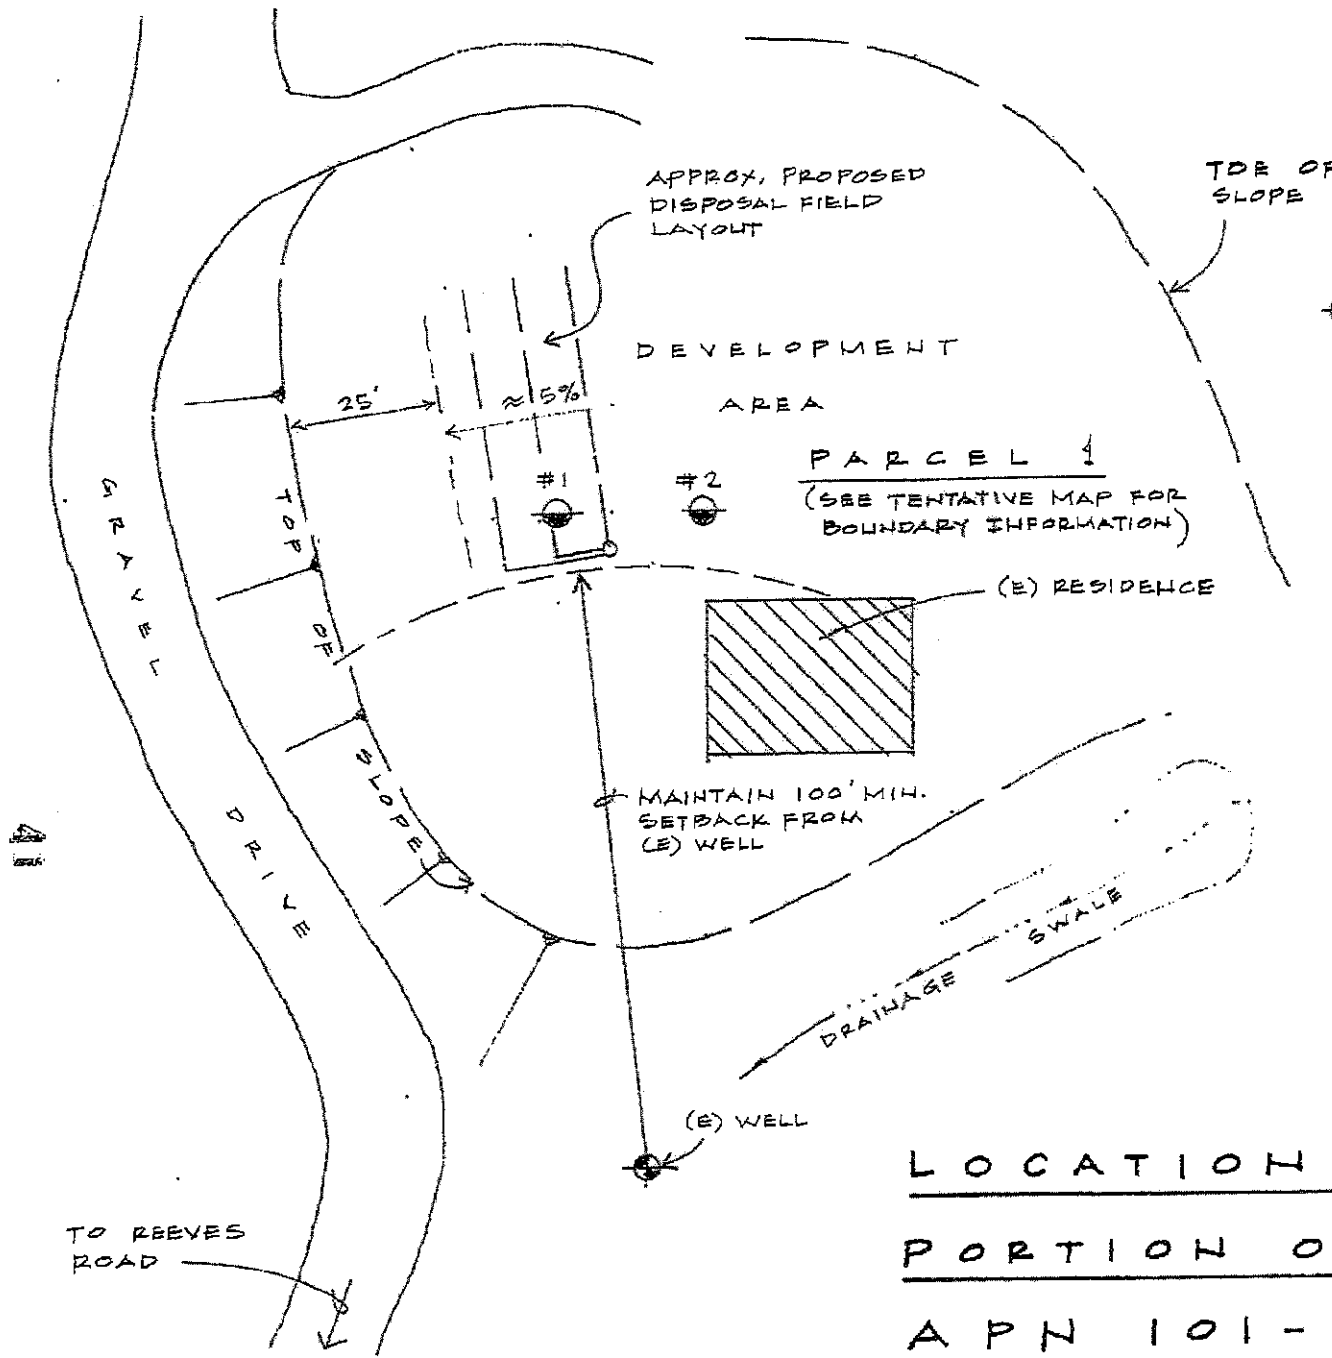 APPROX. PROPOSED
DISPOSAL FIELD
LAYOUT
TOE OF
SLOPE
DEVELOPMENT
AREA
25'
≈ 5%
PARCEL 1
(SEE TENTATIVE MAP FOR
BOUNDARY INFORMATION)
#1
#2
(E) RESIDENCE
GRAVEL DRIVE
TOP OF SLOPE
MAINTAIN 100' MIN.
SETBACK FROM
(E) WELL
DRAINAGE SWALE
(E) WELL
TO REEVES
ROAD
LOCATION
PORTION O
APN 101-